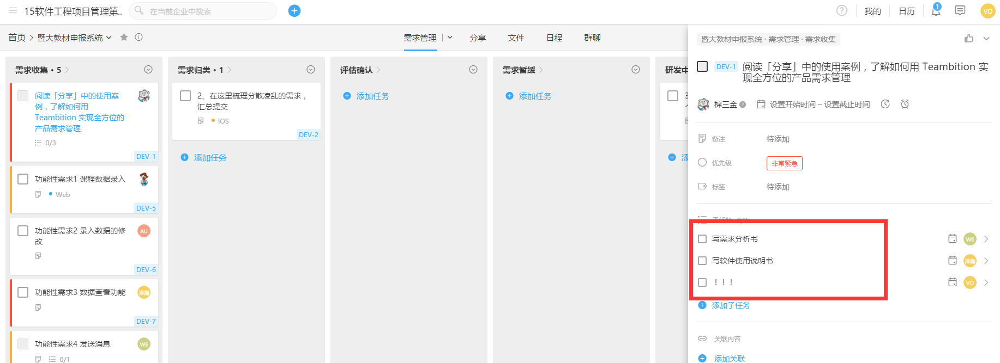 15软件工程项目管理第..
在当前企业中搜索
我的
日历
1
VO
首页
暨大教材申报系统
需求管理
分享
文件
日程
群聊
需求收集 · 5
阅读「分享」中的使用案
例，了解如何用
Teambition 实现全方位的
产品需求管理
0/3
DEV-1
功能性需求1 课程数据录入
Web
DEV-5
功能性需求2 录入数据的修
改
AU
DEV-6
功能性需求3 数据查看功能
泽瀚
DEV-7
功能性需求4 发送消息
WE
0/1
需求归类 · 1
2、在这里梳理分散凌乱的需求，
汇总提交
iOS
DEV-2
添加任务
评估确认
添加任务
需求暂缓
添加任务
研发中
3
添
暨大教材申报系统 · 需求管理 · 需求收集
DEV-1 阅读「分享」中的使用案例，了解如何用 Teambition 实
现全方位的产品需求管理
棉三金
设置开始时间 – 设置截止时间
备注 待添加
优先级 非常紧急
标签 待添加
子任务 0/3
写需求分析书 WE
写软件使用说明书 泽瀚
！！！ VO
添加子任务
关联内容
添加关联